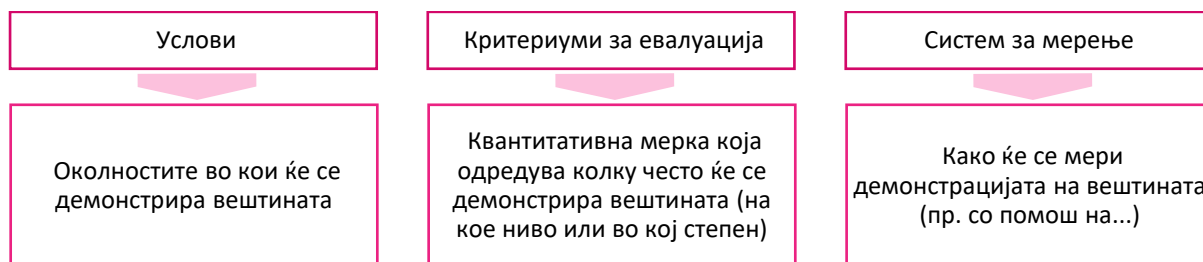 Услови
Критериуми за евалуација
Систем за мерење
Околностите во кои ќе се
демонстрира вештината
Квантитативна мерка која
одредува колку често ќе се
демонстрира вештината (на
кое ниво или во кој степен)
Како ќе се мери
демонстрацијата на вештината
(пр. со помош на...)